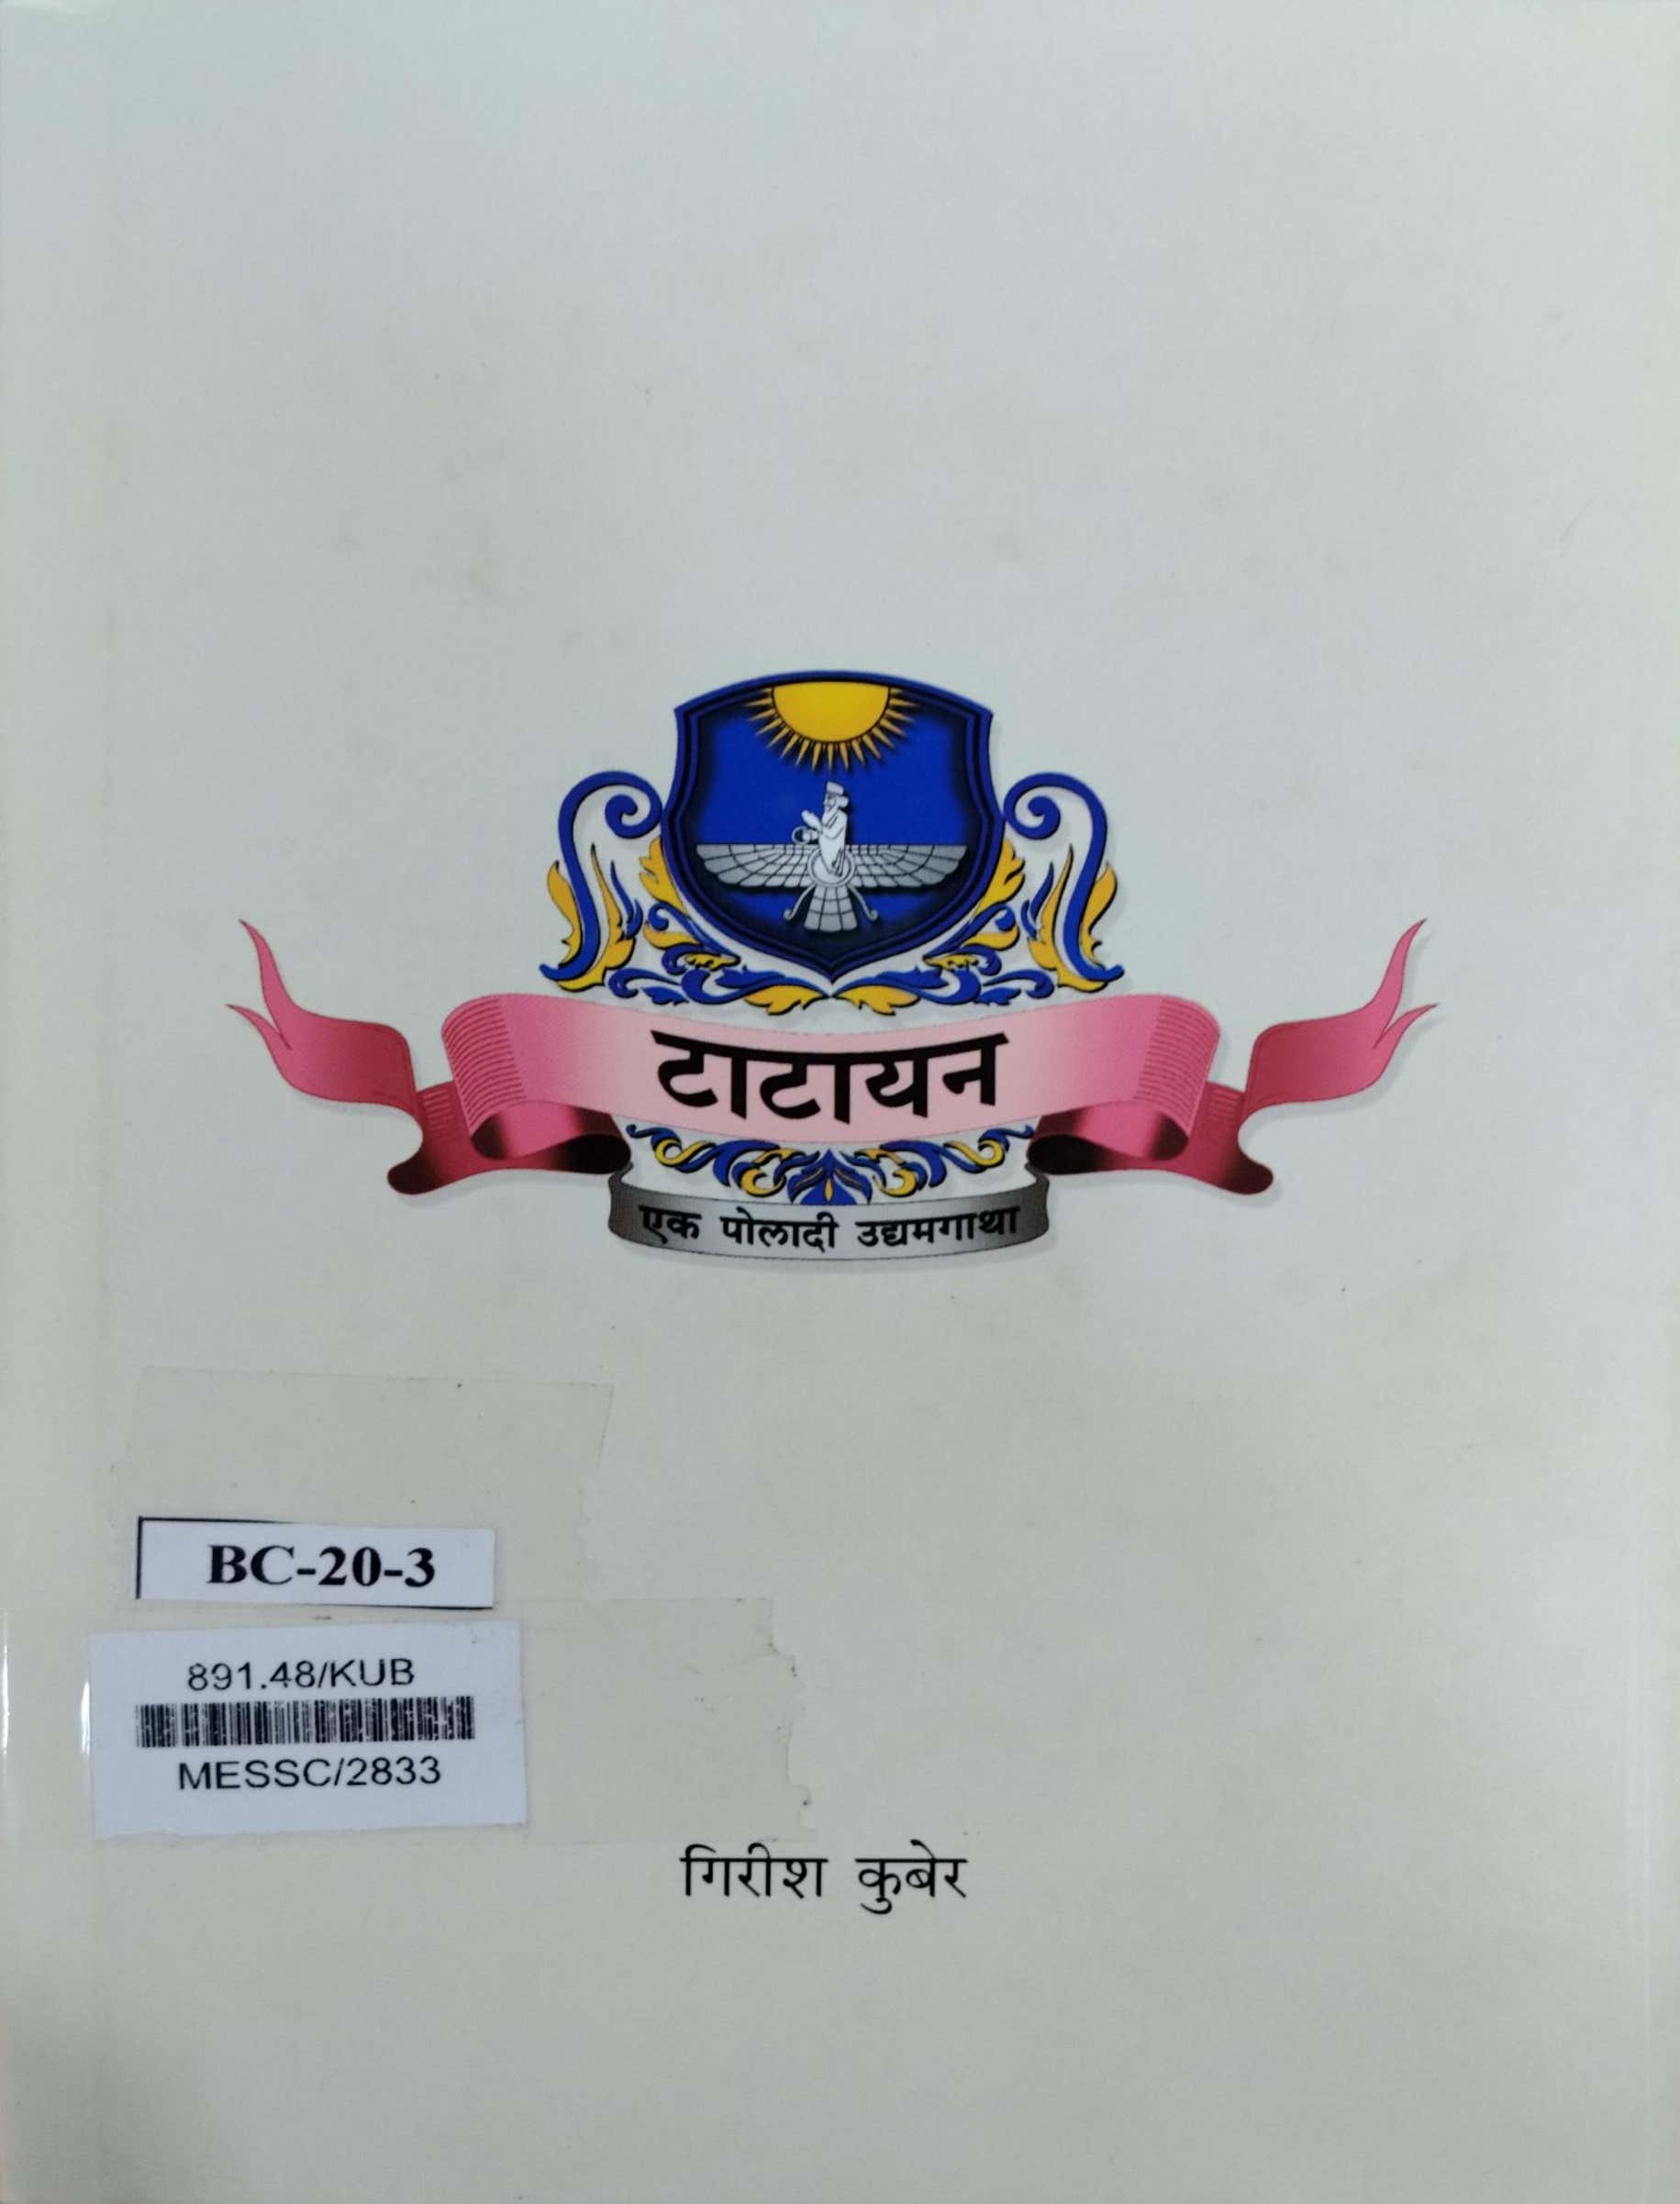 टाटायन
एक पोलादी उद्यमगाथा
BC-20-3
891.48/KUB
MESSC/2833
गिरीश कुबेर